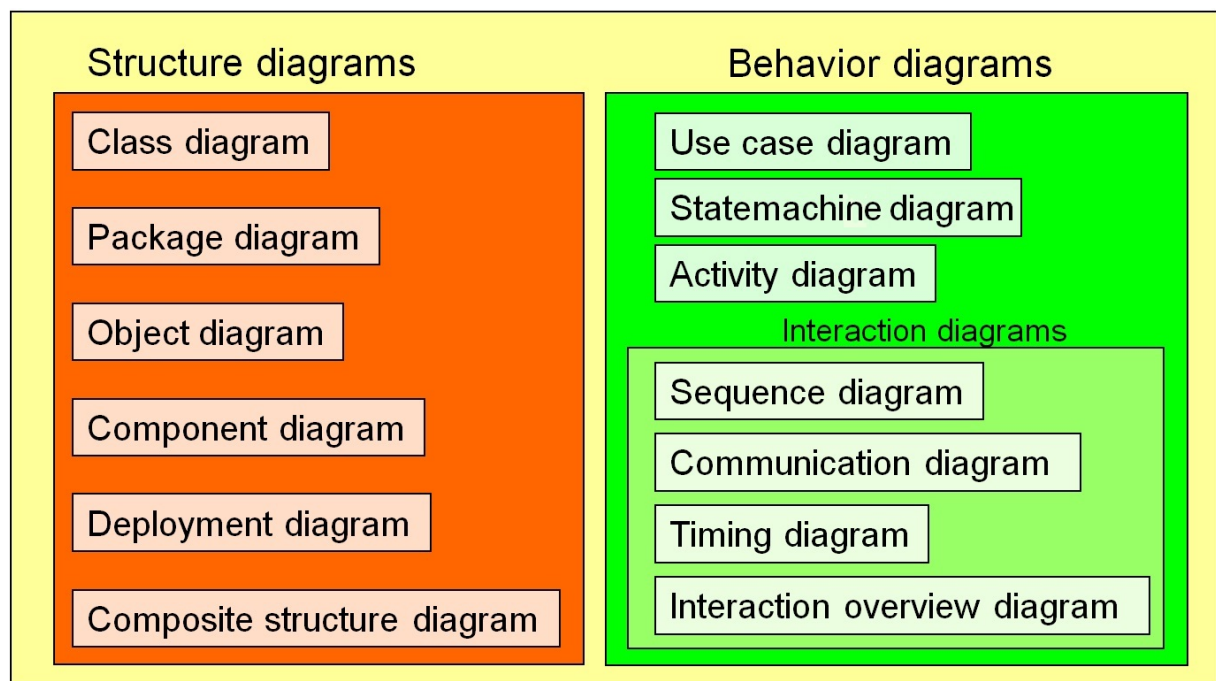 Structure diagrams
Class diagram
Package diagram
Object diagram
Component diagram
Deployment diagram
Composite structure diagram
Behavior diagrams
Use case diagram
Statemachine diagram
Activity diagram
Interaction diagrams
Sequence diagram
Communication diagram
Timing diagram
Interaction overview diagram